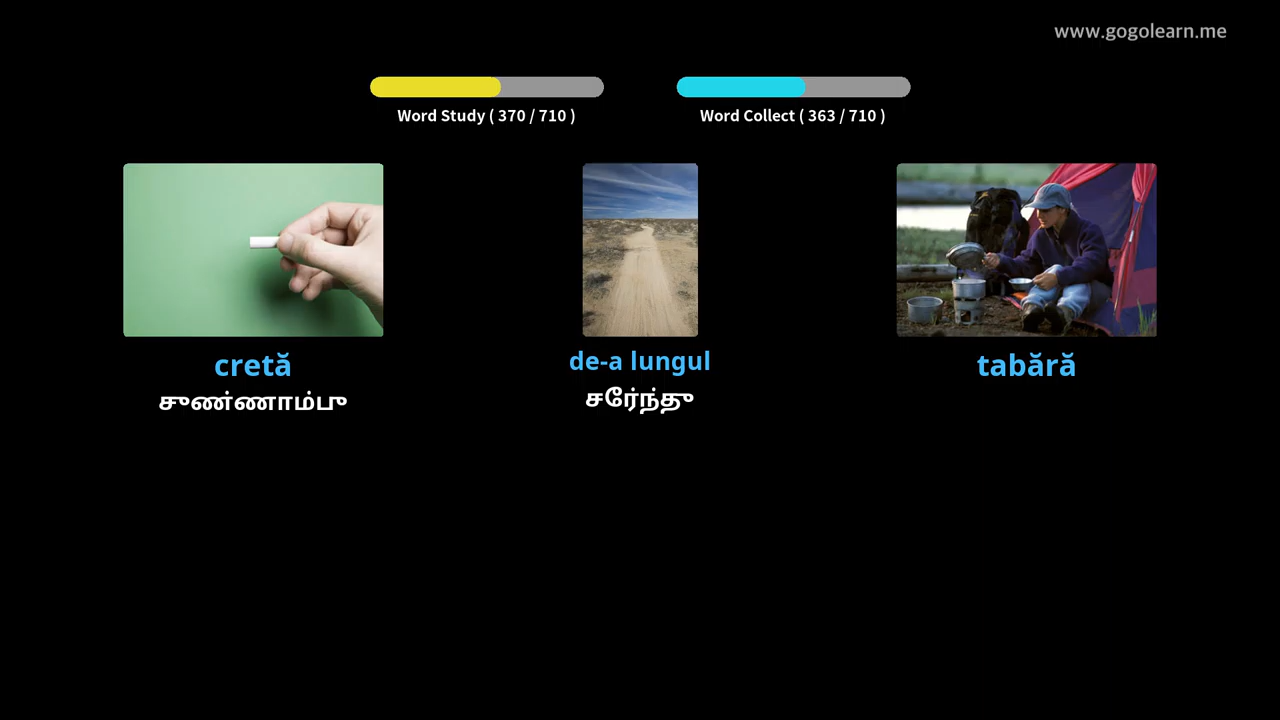 www.gogolearn.me
Word Study ( 370 / 710 )
Word Collect ( 363 / 710 )
cretă
சுண்ணாம்பு
de-a lungul
சேர்ந்து
tabără